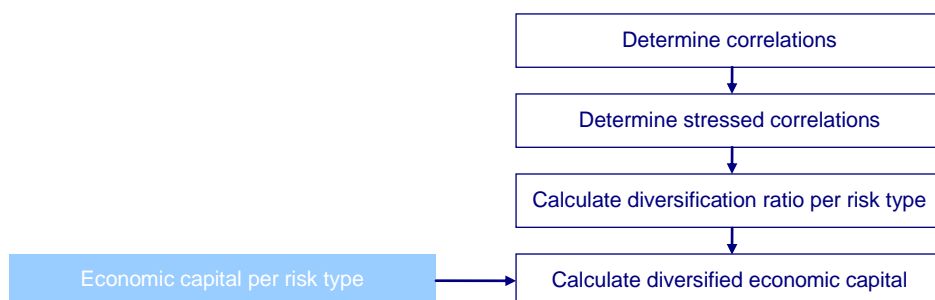 Determine correlations
Determine stressed correlations
Calculate diversification ratio per risk type
Economic capital per risk type
Calculate diversified economic capital